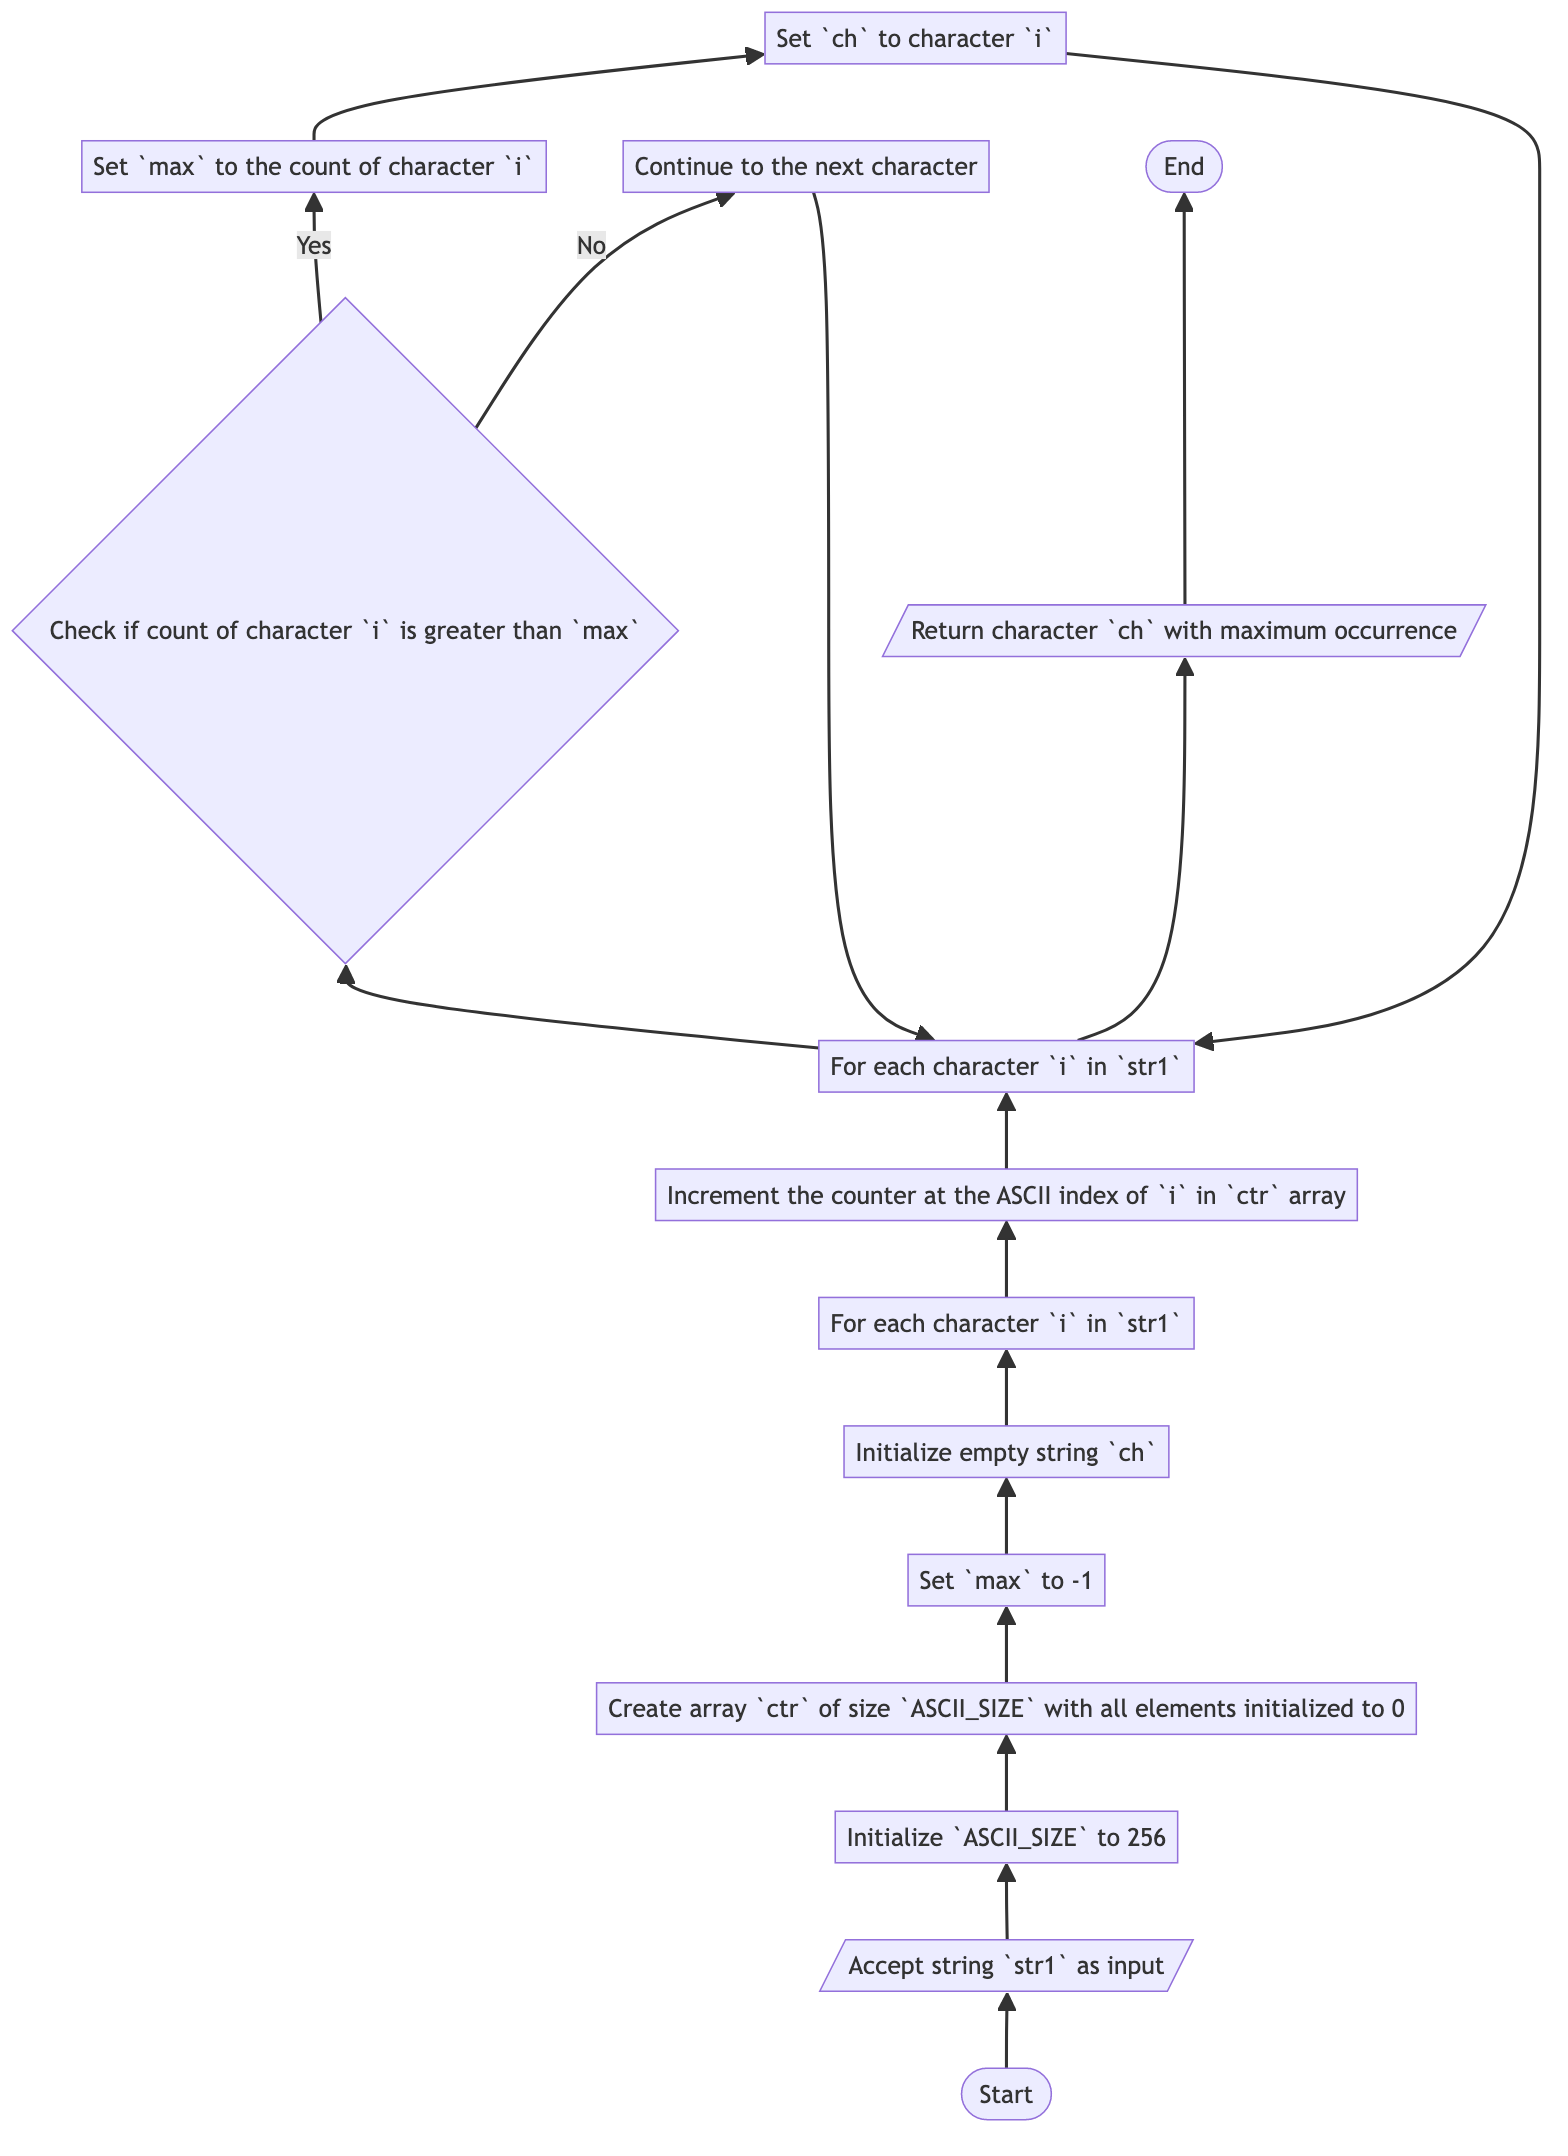 Set `ch` to character `i`
Set `max` to the count of character `i`
Continue to the next character
End
Yes
No
Check if count of character `i` is greater than `max`
Return character `ch` with maximum occurrence
For each character `i` in `str1`
Increment the counter at the ASCII index of `i` in `ctr` array
For each character `i` in `str1`
Initialize empty string `ch`
Set `max` to -1
Create array `ctr` of size `ASCII_SIZE` with all elements initialized to 0
Initialize `ASCII_SIZE` to 256
Accept string `str1` as input
Start